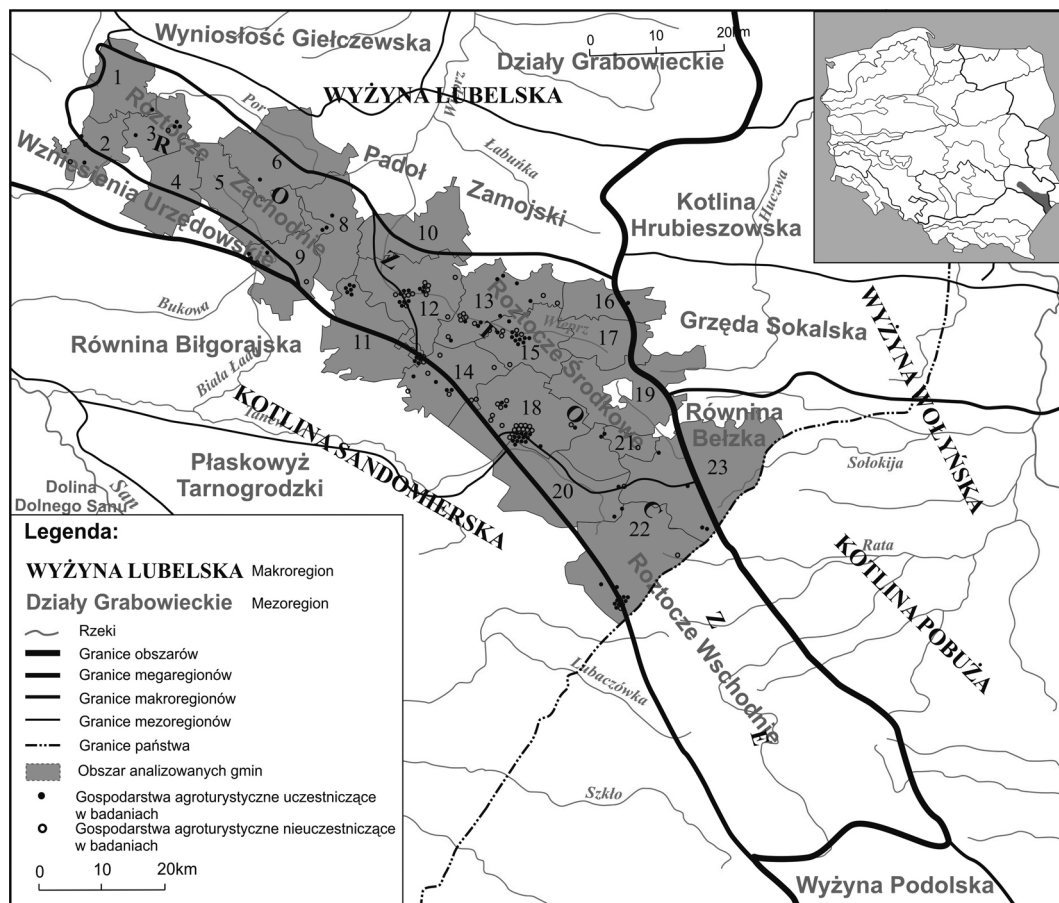 Wyniosłość Giełczewska
0 10 20km
Działy Grabowieckie
WYŻYNA LUBELSKA
Por
Wieprz
Łabuńka
Padół
Zamojski
Huczwa
Kotlina
Hrubieszowska
Roztocze
Zachodnie
Wzniesienia Urzędowskie
R
O
Z
T
O
C
Z
E
1
2
3
4
5
6
8
9
10
11
12
13
14
15
16
17
18
19
20
21
22
23
Roztocze Środkowe
Wieprz
Grzęda Sokalska
WYŻYNA WOŁYŃSKA
Bukowa
Równina Biłgorajska
Biała Łada
Tanew
KOTLINA SANDOMIERSKA
Równina
Bełzka
Sołokija
Płaskowyż
Tarnogrodzki
Dolina
Dolnego Sanu
San
Rata
KOTLINA POBUŻA
Roztocze Wschodnie
Lubaczówka
Szkło
Wyżyna Podolska
Legenda:
WYŻYNA LUBELSKA Makroregion
Działy Grabowieckie Mezoregion
Rzeki
Granice obszarów
Granice megaregionów
Granice makroregionów
Granice mezoregionów
Granice państwa
Obszar analizowanych gmin
Gospodarstwa agroturystyczne uczestniczące
w badaniach
Gospodarstwa agroturystyczne nieuczestniczące
w badaniach
0 10 20km